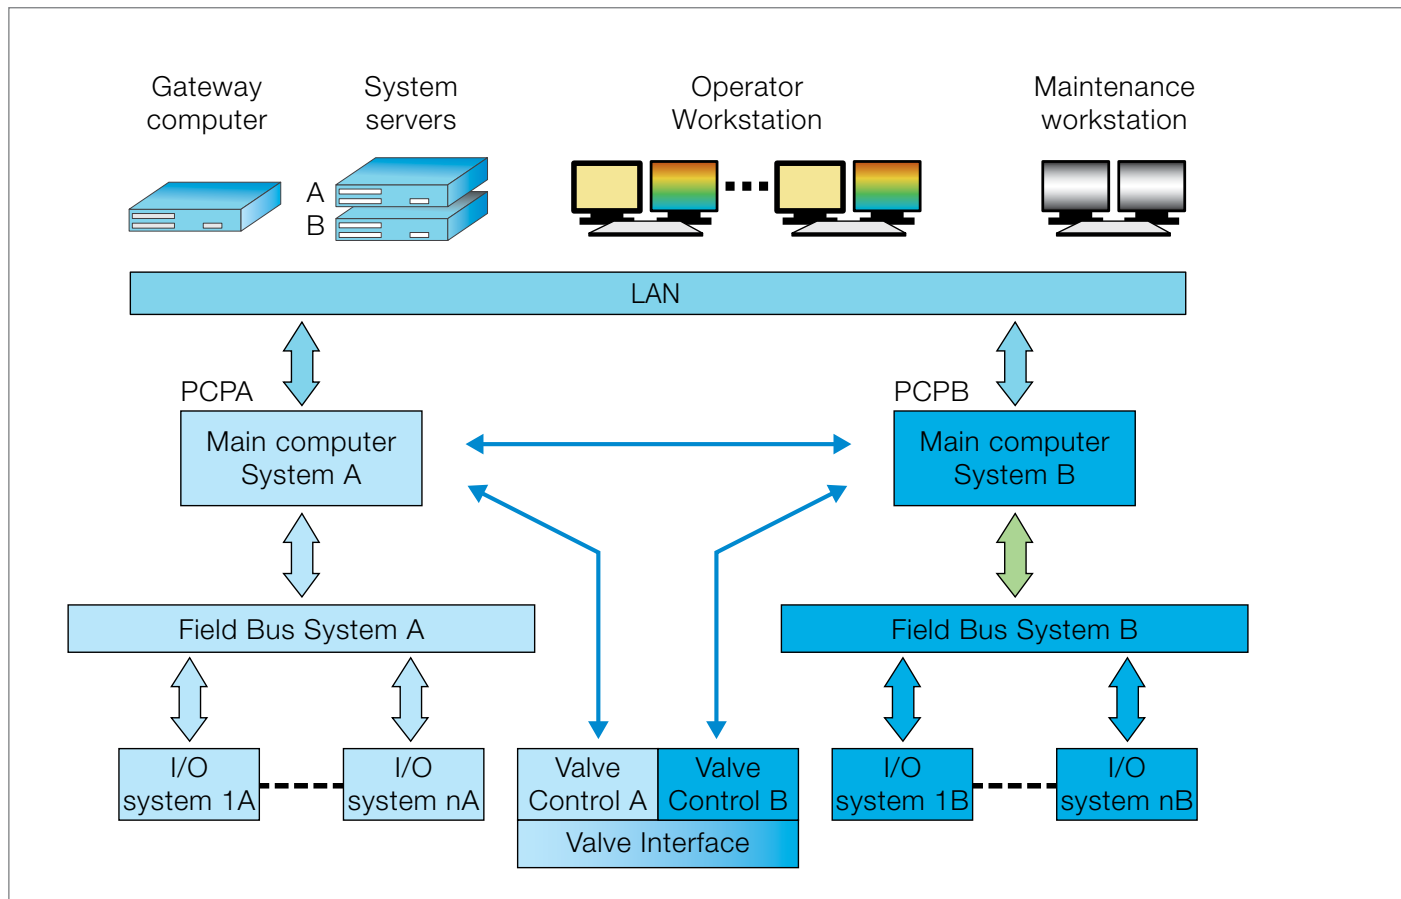 Gateway
computer
System
servers
Operator
Workstation
Maintenance
workstation
A
B
LAN
PCPA
PCPB
Main computer
System A
Main computer
System B
Field Bus System A
Field Bus System B
I/O
system 1A
I/O
system nA
Valve
Control A
Valve
Control B
I/O
system 1B
I/O
system nB
Valve Interface